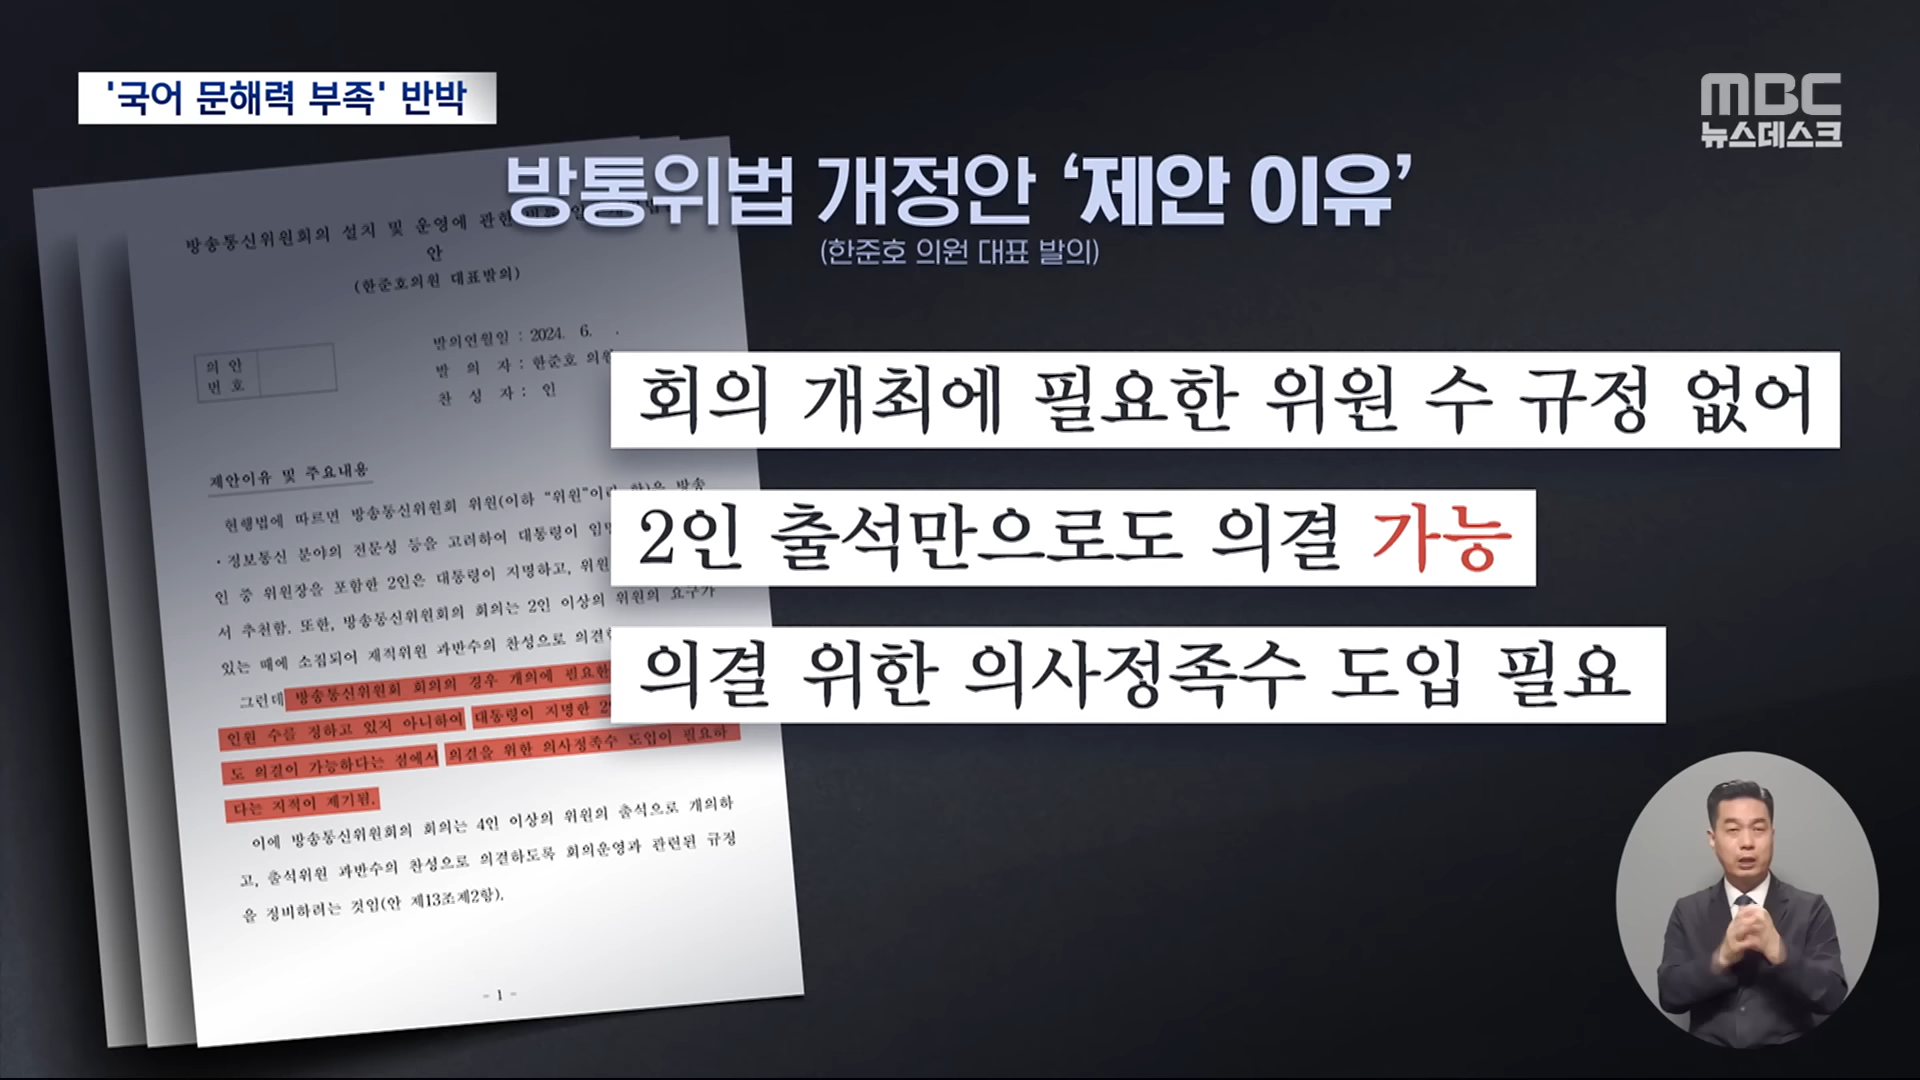 '국어 문해력 부족' 반박
MBC
뉴스데스크
방통위법 개정안 ‘제안 이유’
(한준호 의원 대표 발의)
회의 개최에 필요한 위원 수 규정 없어
2인 출석만으로도 의결 가능
의결 위한 의사정족수 도입 필요
방송통신위원회의 설치 및 운영에 관한
안
(한준호의원 대표발의)
의 안
번 호
발의연월일 : 2024. 6. .
발 의 자 : 한준호 의원
찬 성 자 : 인
제안이유 및 주요내용
현행법에 따르면 방송통신위원회 위원(이하 “위원”이라 함)은 방송
·정보통신 분야의 전문성 등을 고려하여 대통령이 임명
인 중 위원장을 포함한 2인은 대통령이 지명하고, 위원
서 추천함. 또한, 방송통신위원회의 회의는 2인 이상의 위원의 요구가
있는 때에 소집되어 재적위원 과반수의 찬성으로 의결
그런데 방송통신위원회 회의의 경우 개의에 필요한
인원 수를 정하고 있지 아니하여 대통령이 지명한 2
도 의결이 가능하다는 점에서 의결을 위한 의사정족수 도입이 필요하
다는 지적이 제기됨.
이에 방송통신위원회의 회의는 4인 이상의 위원의 출석으로 개의하
고, 출석위원 과반수의 찬성으로 의결하도록 회의운영과 관련된 규정
을 정비하려는 것임(안 제13조제2항).
- 1 -